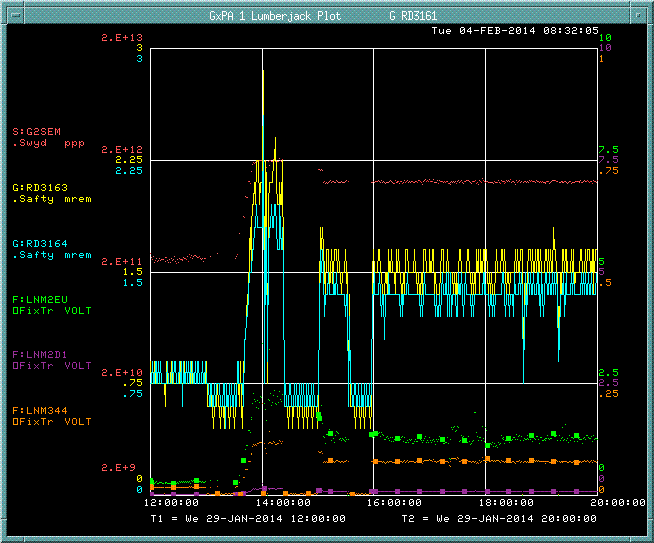 GxPA 1 Lumberjack Plot G RD3161
Tue 04-FEB-2014 08:32:05
2.E+13
3
3
10
10
1
S:G2SEM
.Swyd ppp
2.E+12
2.25
2.25
7.5
7.5
.75
G:RD3163
.Safty mrem
G:RD3164
.Safty mrem
2.E+11
1.5
1.5
5
5
.5
F:LNM2EU
OFixTr VOLT
F:LNM2D1
OFixTr VOLT
2.E+10
.75
.75
2.5
2.5
.25
F:LNM344
OFixTr VOLT
2.E+9
0
0
0
0
0
12:00:00 14:00:00 16:00:00 18:00:00 20:00:00
T1 = We 29-JAN-2014 12:00:00 T2 = We 29-JAN-2014 20:00:00